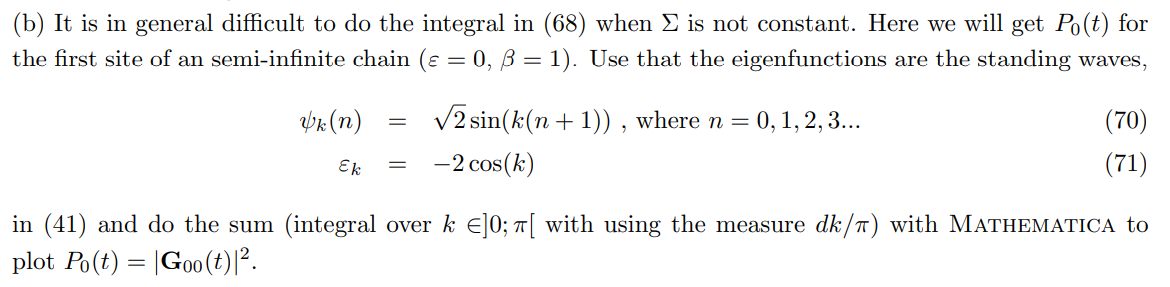 (b) It is in general difficult to do the integral in (68) when Σ is not constant. Here we will get P₀(t) for
the first site of an semi-infinite chain (ε = 0, β = 1). Use that the eigenfunctions are the standing waves,
ψₖ(n) = √2 sin(k(n + 1)) , where n = 0, 1, 2, 3... (70)
εₖ = −2 cos(k) (71)
in (41) and do the sum (integral over k ∈]0; π[ with using the measure dk/π) with MATHEMATICA to
plot P₀(t) = |G₀₀(t)|².